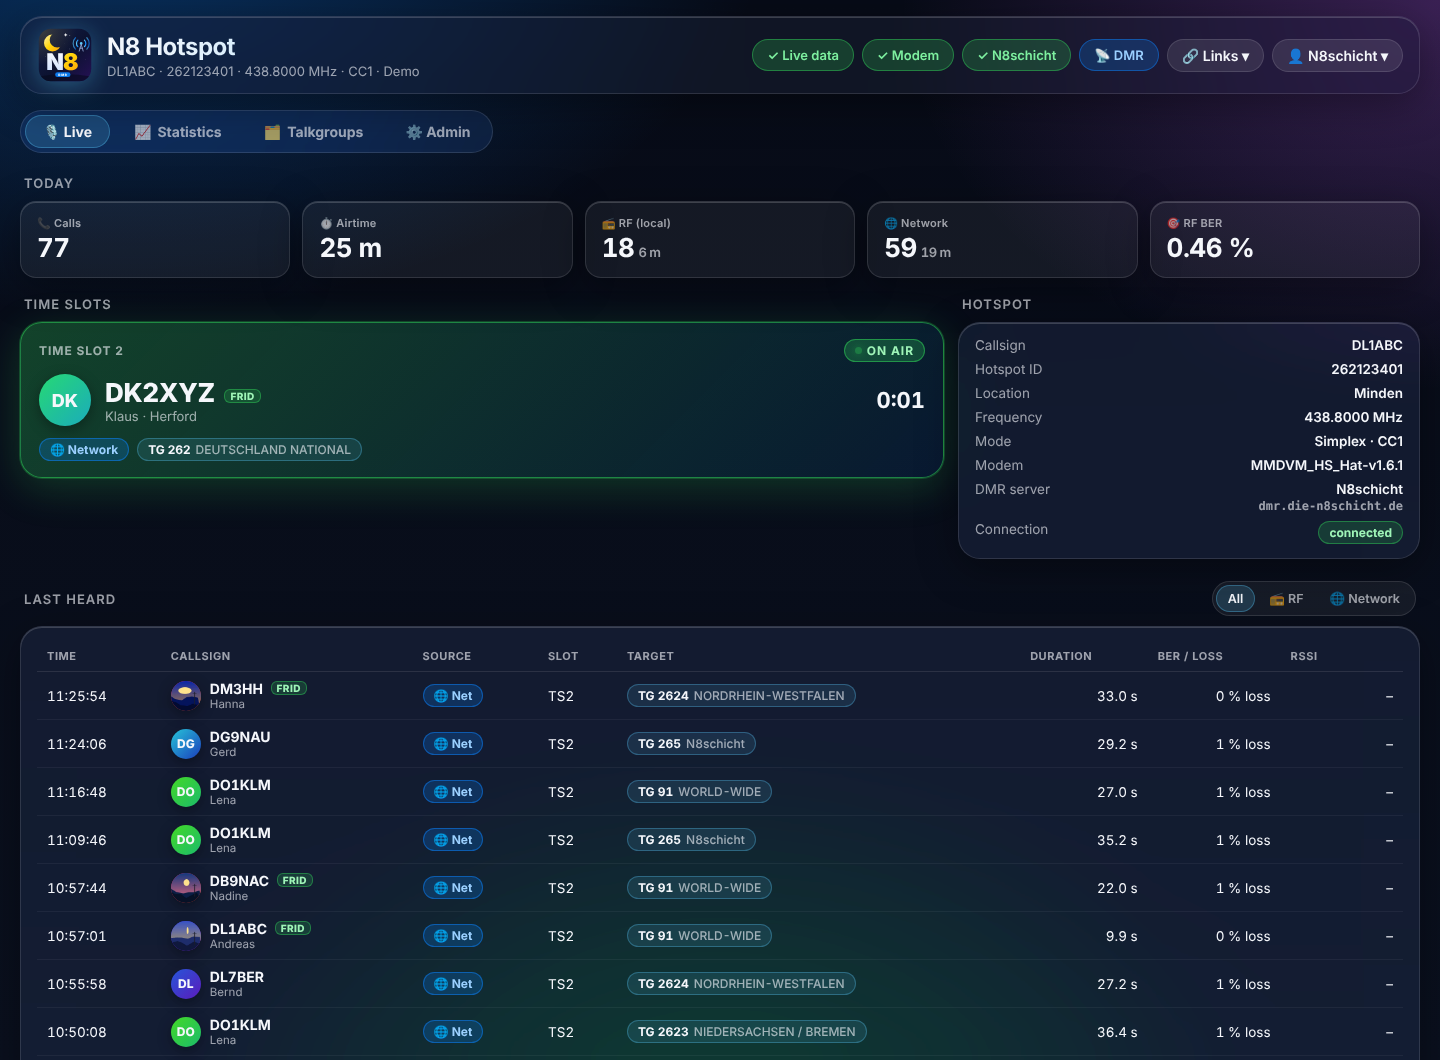 N8
N8 Hotspot
DL1ABC · 262123401 · 438.8000 MHz · CC1 · Demo
✓ Live data
✓ Modem
✓ N8schicht
DMR
Links ▾
N8schicht ▾
Live
Statistics
Talkgroups
Admin
TODAY
Calls
77
Airtime
25 m
RF (local)
18 6 m
Network
59 19 m
RF BER
0.46 %
TIME SLOTS
TIME SLOT 2
ON AIR
DK
DK2XYZ FRID
Klaus · Herford
0:01
Network
TG 262 DEUTSCHLAND NATIONAL
HOTSPOT
Callsign DL1ABC
Hotspot ID 262123401
Location Minden
Frequency 438.8000 MHz
Mode Simplex · CC1
Modem MMDVM_HS_Hat-v1.6.1
DMR server N8schicht
dmr.die-n8schicht.de
Connection connected
LAST HEARD
All RF Network
TIME CALLSIGN SOURCE SLOT TARGET DURATION BER / LOSS RSSI
11:25:54 DM3HH FRID Net TS2 TG 2624 NORDRHEIN-WESTFALEN 33.0 s 0 % loss –
Hanna
11:24:06 DG DG9NAU Net TS2 TG 265 N8schicht 29.2 s 1 % loss –
Gerd
11:16:48 DO DO1KLM Net TS2 TG 91 WORLD-WIDE 27.0 s 1 % loss –
Lena
11:09:46 DO DO1KLM Net TS2 TG 265 N8schicht 35.2 s 1 % loss –
Lena
10:57:44 DB9NAC FRID Net TS2 TG 91 WORLD-WIDE 22.0 s 1 % loss –
Nadine
10:57:01 DL1ABC FRID Net TS2 TG 91 WORLD-WIDE 9.9 s 0 % loss –
Andreas
10:55:58 DL DL7BER Net TS2 TG 2624 NORDRHEIN-WESTFALEN 27.2 s 1 % loss –
Bernd
10:50:08 DO DO1KLM Net TS2 TG 2623 NIEDERSACHSEN / BREMEN 36.4 s 1 % loss –
Lena